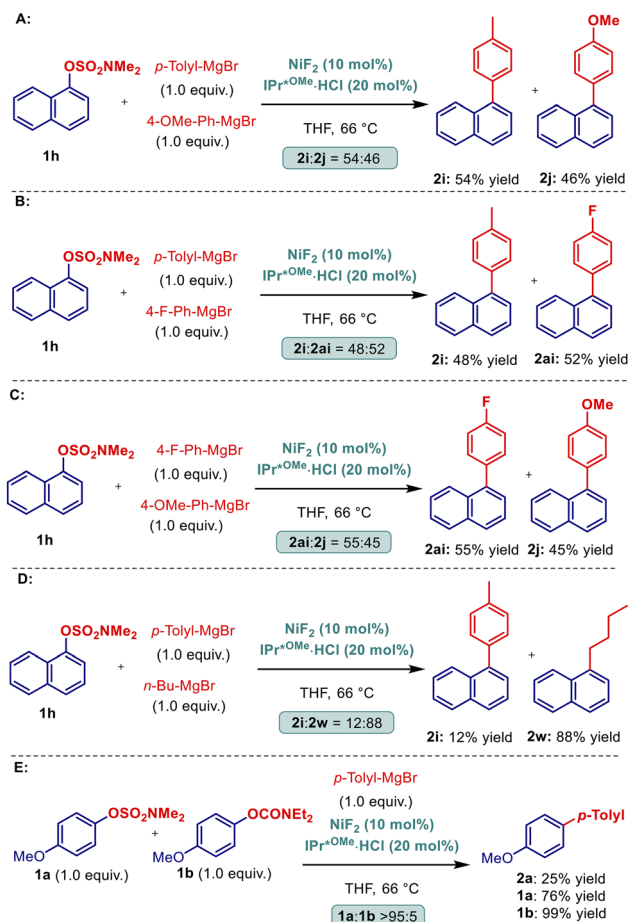 A:
OSO2NMe2
p-Tolyl-MgBr
(1.0 equiv.)
+
4-OMe-Ph-MgBr
(1.0 equiv.)
1h
NiF2 (10 mol%)
IPr*OMe·HCl (20 mol%)
THF, 66 °C
2i:2j = 54:46
+
OMe
2i: 54% yield
2j: 46% yield
B:
OSO2NMe2
p-Tolyl-MgBr
(1.0 equiv.)
+
4-F-Ph-MgBr
(1.0 equiv.)
1h
NiF2 (10 mol%)
IPr*OMe·HCl (20 mol%)
THF, 66 °C
2i:2ai = 48:52
+
F
2i: 48% yield
2ai: 52% yield
C:
OSO2NMe2
4-F-Ph-MgBr
(1.0 equiv.)
+
4-OMe-Ph-MgBr
(1.0 equiv.)
1h
NiF2 (10 mol%)
IPr*OMe·HCl (20 mol%)
THF, 66 °C
2ai:2j = 55:45
F
+
OMe
2ai: 55% yield
2j: 45% yield
D:
OSO2NMe2
p-Tolyl-MgBr
(1.0 equiv.)
+
n-Bu-MgBr
(1.0 equiv.)
1h
NiF2 (10 mol%)
IPr*OMe·HCl (20 mol%)
THF, 66 °C
2i:2w = 12:88
+
2i: 12% yield
2w: 88% yield
E:
OSO2NMe2
MeO
1a (1.0 equiv.)
+
OCONEt2
MeO
1b (1.0 equiv.)
p-Tolyl-MgBr
(1.0 equiv.)
NiF2 (10 mol%)
IPr*OMe·HCl (20 mol%)
THF, 66 °C
1a:1b >95:5
p-Tolyl
MeO
2a: 25% yield
1a: 76% yield
1b: 99% yield